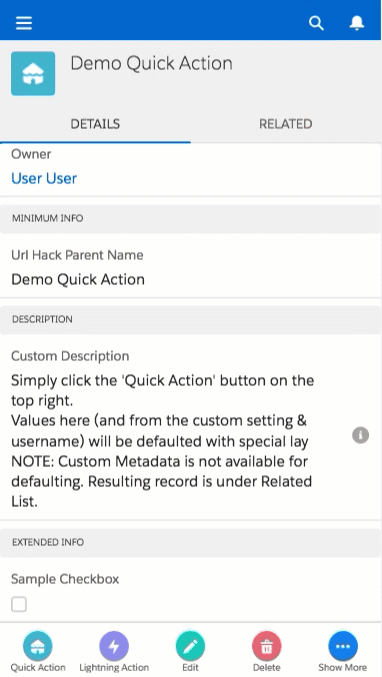 Demo Quick Action
DETAILS
RELATED
Owner
User User
MINIMUM INFO
Url Hack Parent Name
Demo Quick Action
DESCRIPTION
Custom Description
Simply click the 'Quick Action' button on the
top right.
Values here (and from the custom setting &
username) will be defaulted with special lay
NOTE: Custom Metadata is not available for
defaulting. Resulting record is under Related
List.
EXTENDED INFO
Sample Checkbox
Quick Action
Lightning Action
Edit
Delete
Show More